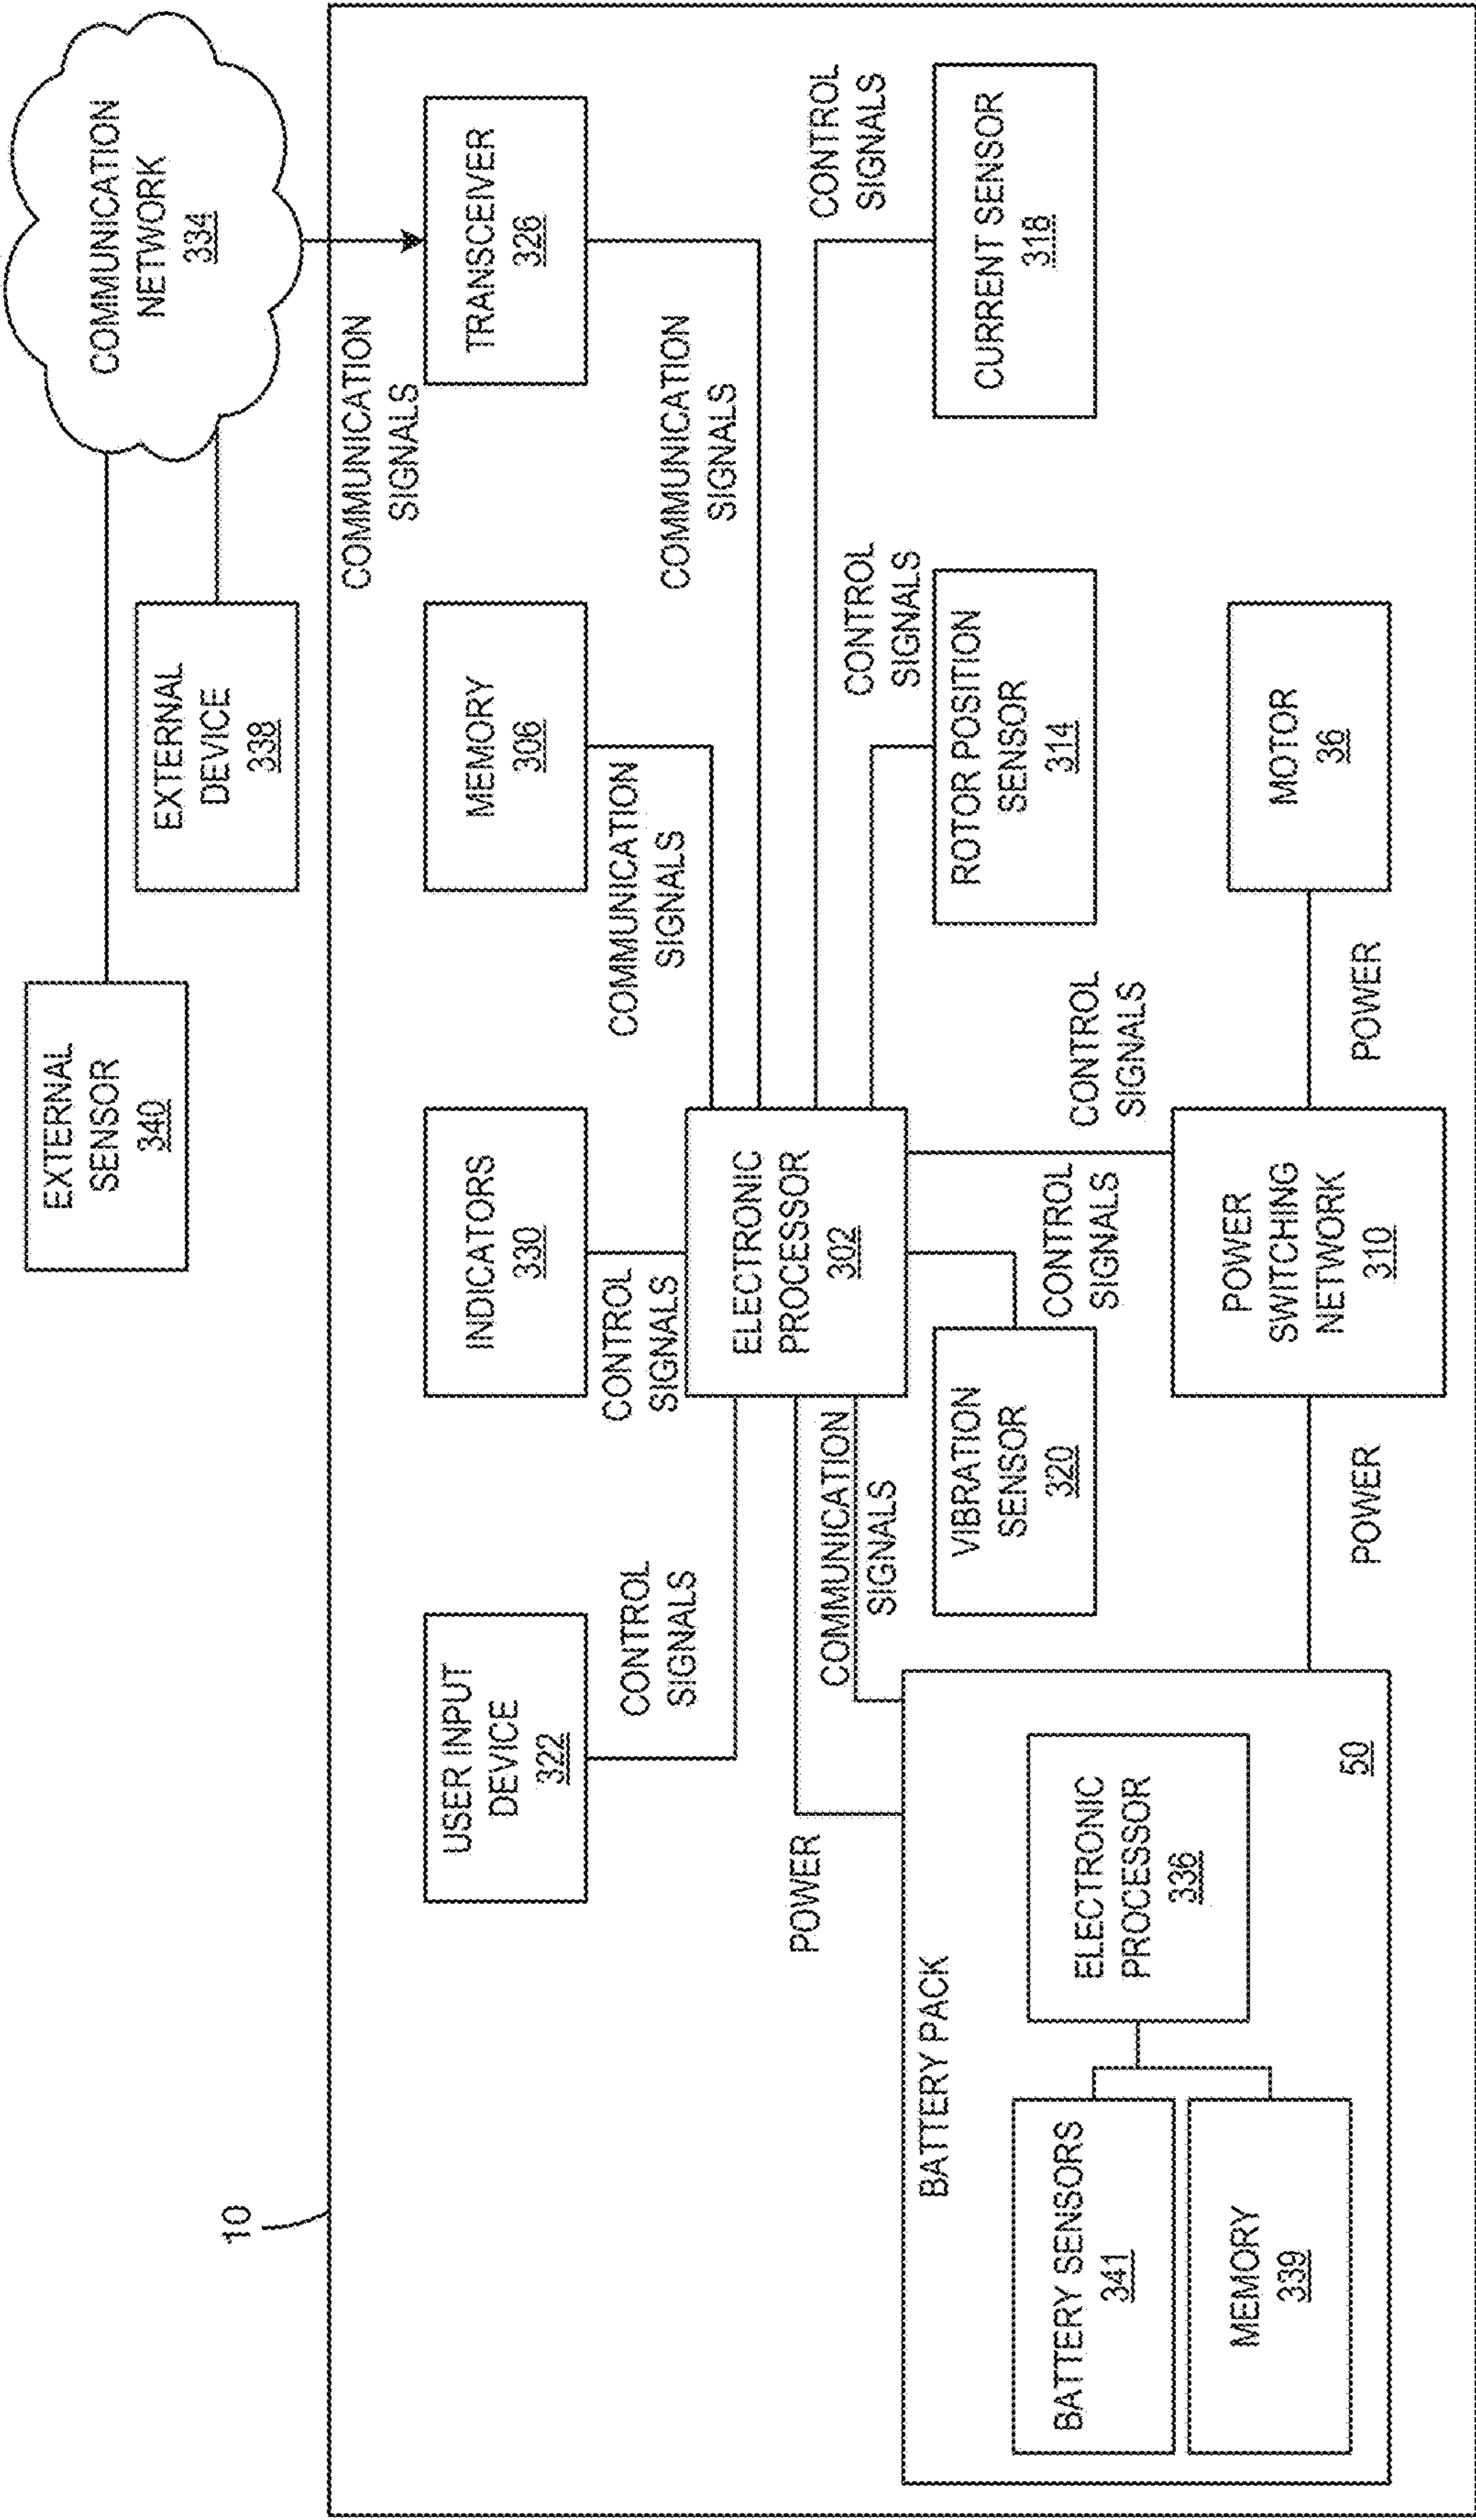 10
EXTERNAL
SENSOR
340
EXTERNAL
DEVICE
338
COMMUNICATION
NETWORK
334
COMMUNICATION
SIGNALS
USER INPUT
DEVICE
322
INDICATORS
330
MEMORY
306
TRANSCEIVER
326
CONTROL
SIGNALS
CONTROL
SIGNALS
COMMUNICATION
SIGNALS
COMMUNICATION
SIGNALS
POWER
COMMUNICATION
SIGNALS
ELECTRONIC
PROCESSOR
302
CONTROL
SIGNALS
CONTROL
SIGNALS
BATTERY PACK
VIBRATION
SENSOR
320
ROTOR POSITION
SENSOR
314
CURRENT SENSOR
318
CONTROL
SIGNALS
CONTROL
SIGNALS
BATTERY SENSORS
341
MEMORY
339
ELECTRONIC
PROCESSOR
336
50
POWER
POWER
SWITCHING
NETWORK
310
POWER
MOTOR
36